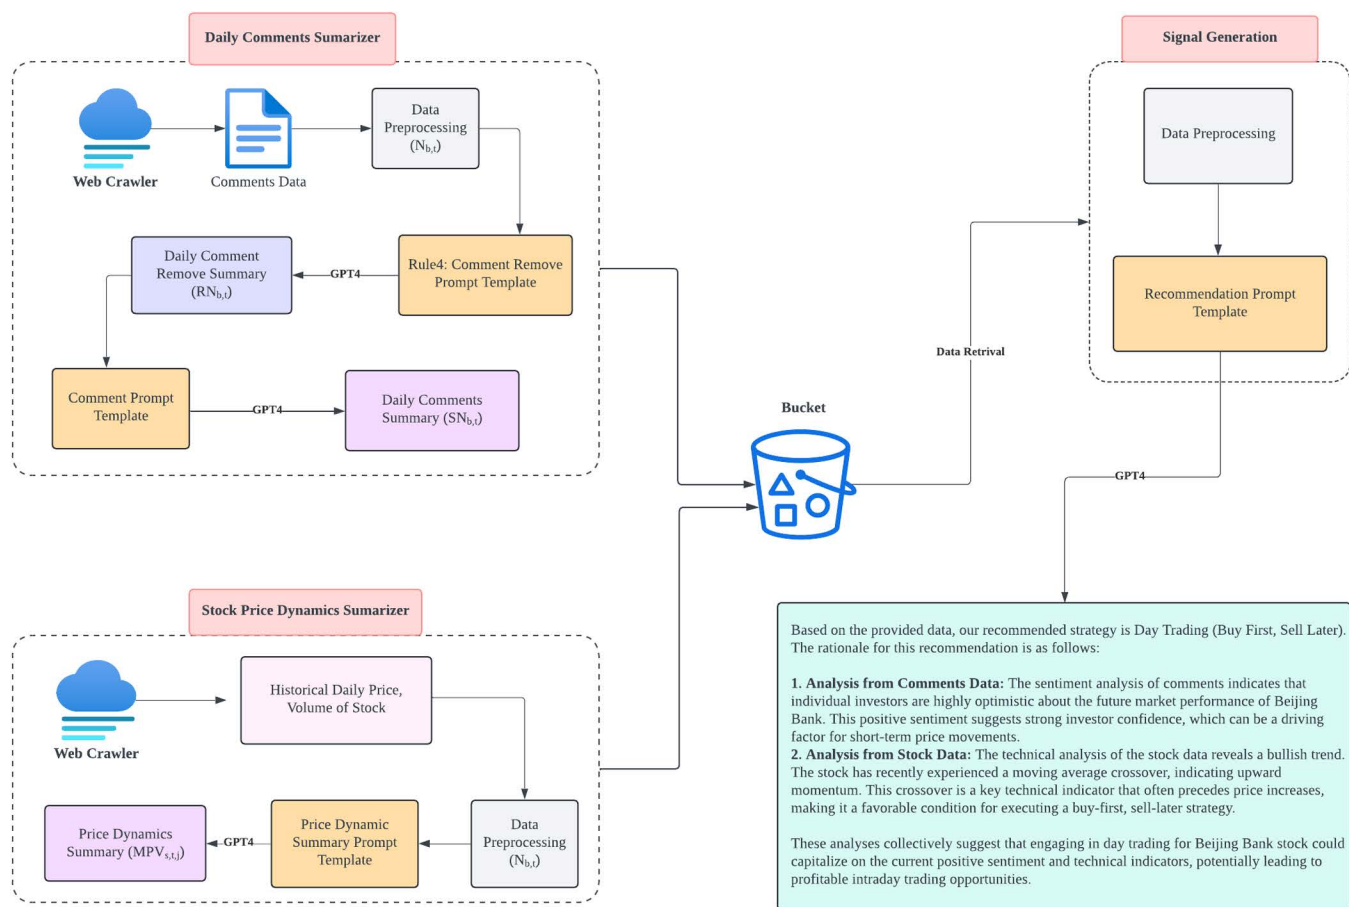 Daily Comments Sumarizer
Web Crawler
Comments Data
Data
Preprocessing
(N_b,t)
Rule4: Comment Remove
Prompt Template
GPT4
Daily Comment
Remove Summary
(RN_b,t)
Comment Prompt
Template
GPT4
Daily Comments
Summary (SN_b,t)
Stock Price Dynamics Sumarizer
Web Crawler
Historical Daily Price,
Volume of Stock
Data
Preprocessing
(N_b,t)
Price Dynamic
Summary Prompt
Template
GPT4
Price Dynamics
Summary (MPV_s,t,j)
Bucket
Data Retrival
Signal Generation
Data Preprocessing
Recommendation Prompt
Template
GPT4
Based on the provided data, our recommended strategy is Day Trading (Buy First, Sell Later).
The rationale for this recommendation is as follows:
1. Analysis from Comments Data: The sentiment analysis of comments indicates that
individual investors are highly optimistic about the future market performance of Beijing
Bank. This positive sentiment suggests strong investor confidence, which can be a driving
factor for short-term price movements.
2. Analysis from Stock Data: The technical analysis of the stock data reveals a bullish trend.
The stock has recently experienced a moving average crossover, indicating upward
momentum. This crossover is a key technical indicator that often precedes price increases,
making it a favorable condition for executing a buy-first, sell-later strategy.
These analyses collectively suggest that engaging in day trading for Beijing Bank stock could
capitalize on the current positive sentiment and technical indicators, potentially leading to
profitable intraday trading opportunities.